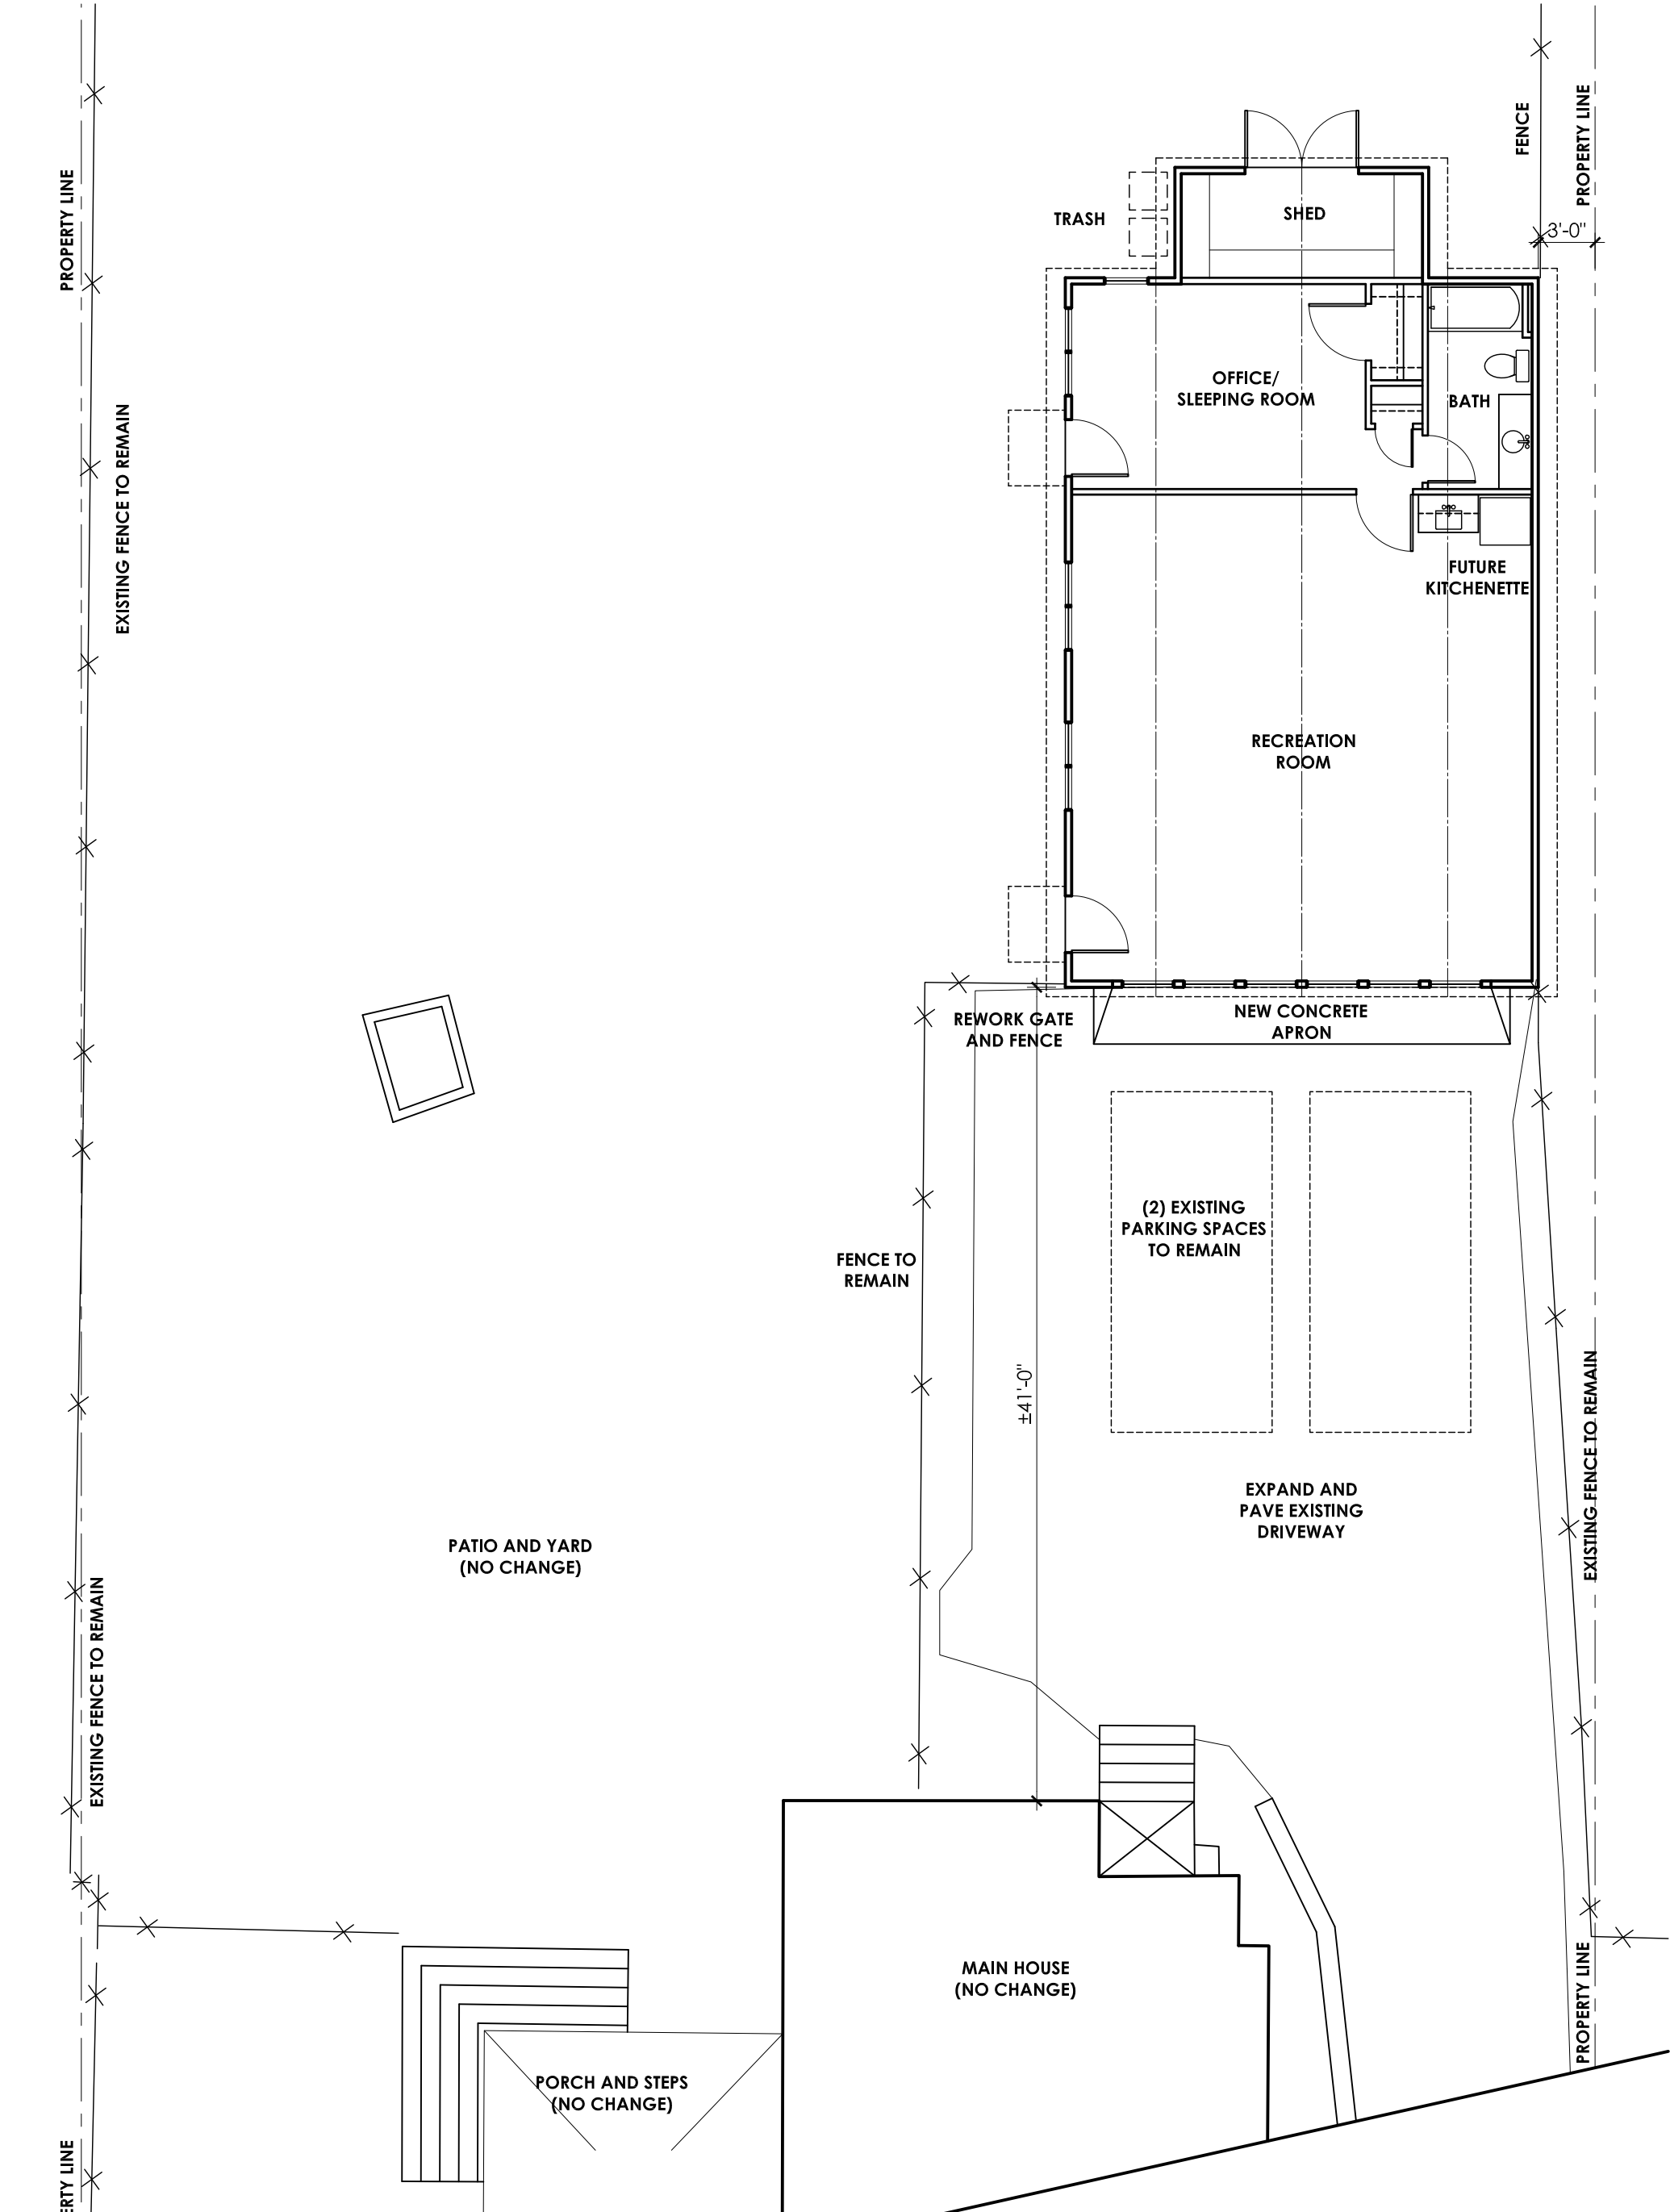 PROPERTY LINE
FENCE
PROPERTY LINE
3'-0"
TRASH
SHED
EXISTING FENCE TO REMAIN
OFFICE/
SLEEPING ROOM
BATH
FUTURE
KITCHENETTE
RECREATION
ROOM
REWORK GATE
AND FENCE
NEW CONCRETE
APRON
(2) EXISTING
PARKING SPACES
TO REMAIN
FENCE TO
REMAIN
±41'-0"
EXISTING FENCE TO REMAIN
EXPAND AND
PAVE EXISTING
DRIVEWAY
PATIO AND YARD
(NO CHANGE)
EXISTING FENCE TO REMAIN
MAIN HOUSE
(NO CHANGE)
PROPERTY LINE
PORCH AND STEPS
(NO CHANGE)
ERTY LINE